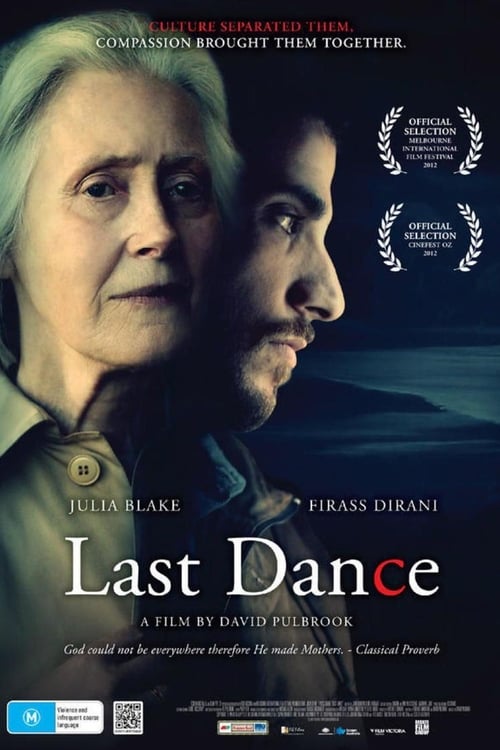 CULTURE SEPARATED THEM,
COMPASSION BROUGHT THEM TOGETHER.
OFFICIAL
SELECTION
MELBOURNE
INTERNATIONAL
FILM FESTIVAL
2012
OFFICIAL
SELECTION
CINEFEST OZ
2012
JULIA BLAKE
FIRASS DIRANI
Last Dance
A FILM BY DAVID PULBROOK
God could not be everywhere therefore He made Mothers. - Classical Proverb
M
Violence and
infrequent coarse
language
FILM VICTORIA